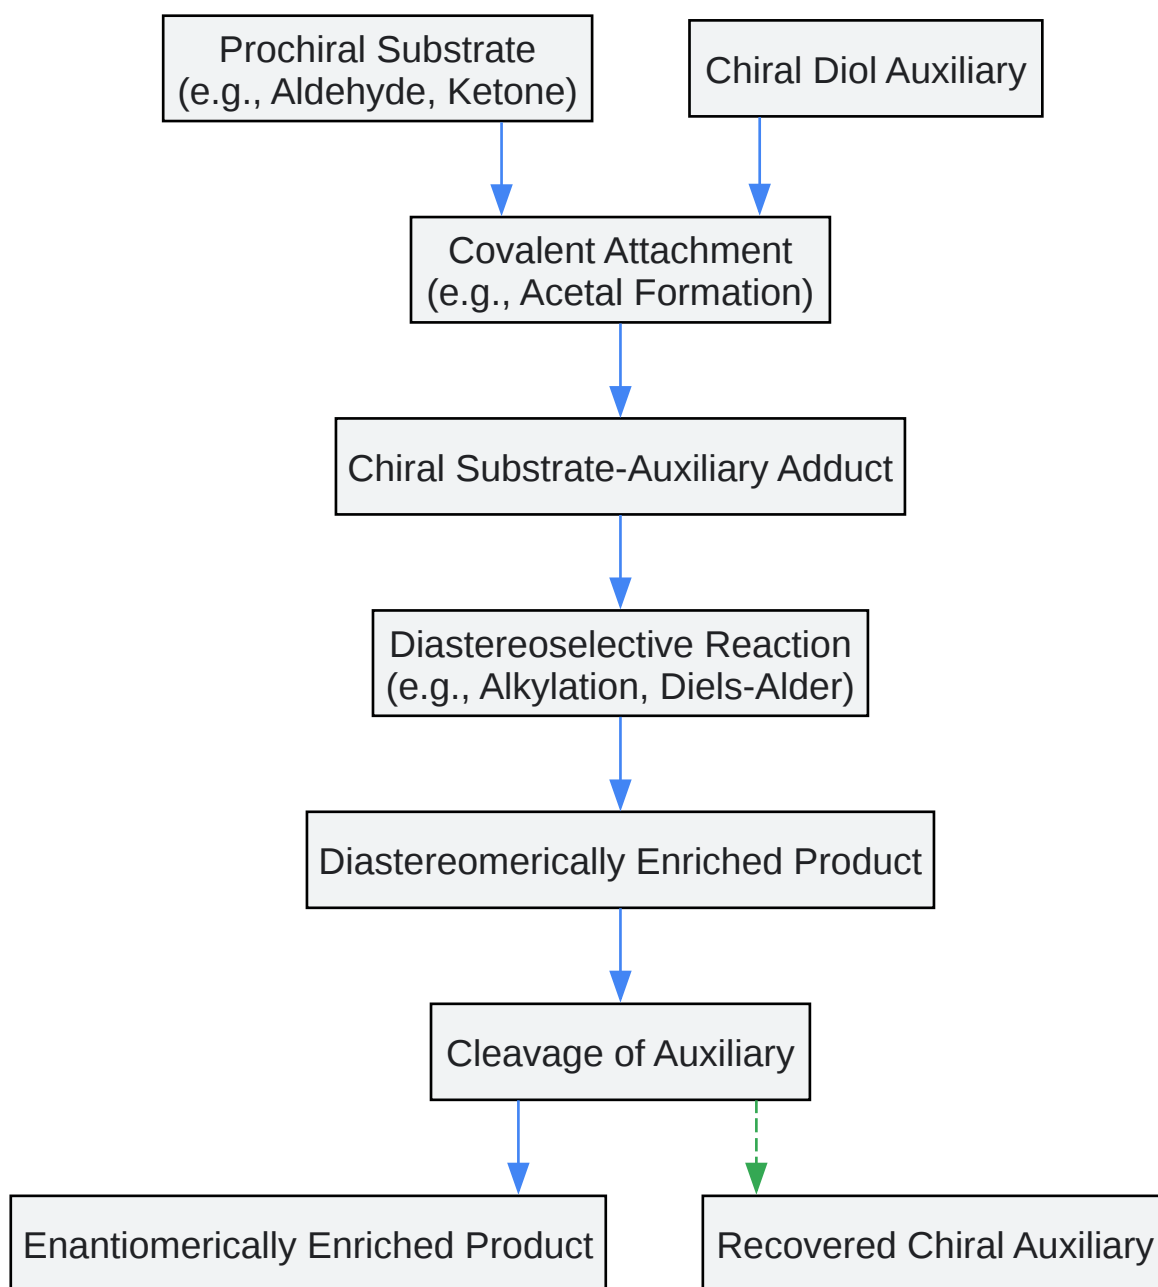 Prochiral Substrate
(e.g., Aldehyde, Ketone)
Chiral Diol Auxiliary
Covalent Attachment
(e.g., Acetal Formation)
Chiral Substrate-Auxiliary Adduct
Diastereoselective Reaction
(e.g., Alkylation, Diels-Alder)
Diastereomerically Enriched Product
Cleavage of Auxiliary
Enantiomerically Enriched Product
Recovered Chiral Auxiliary